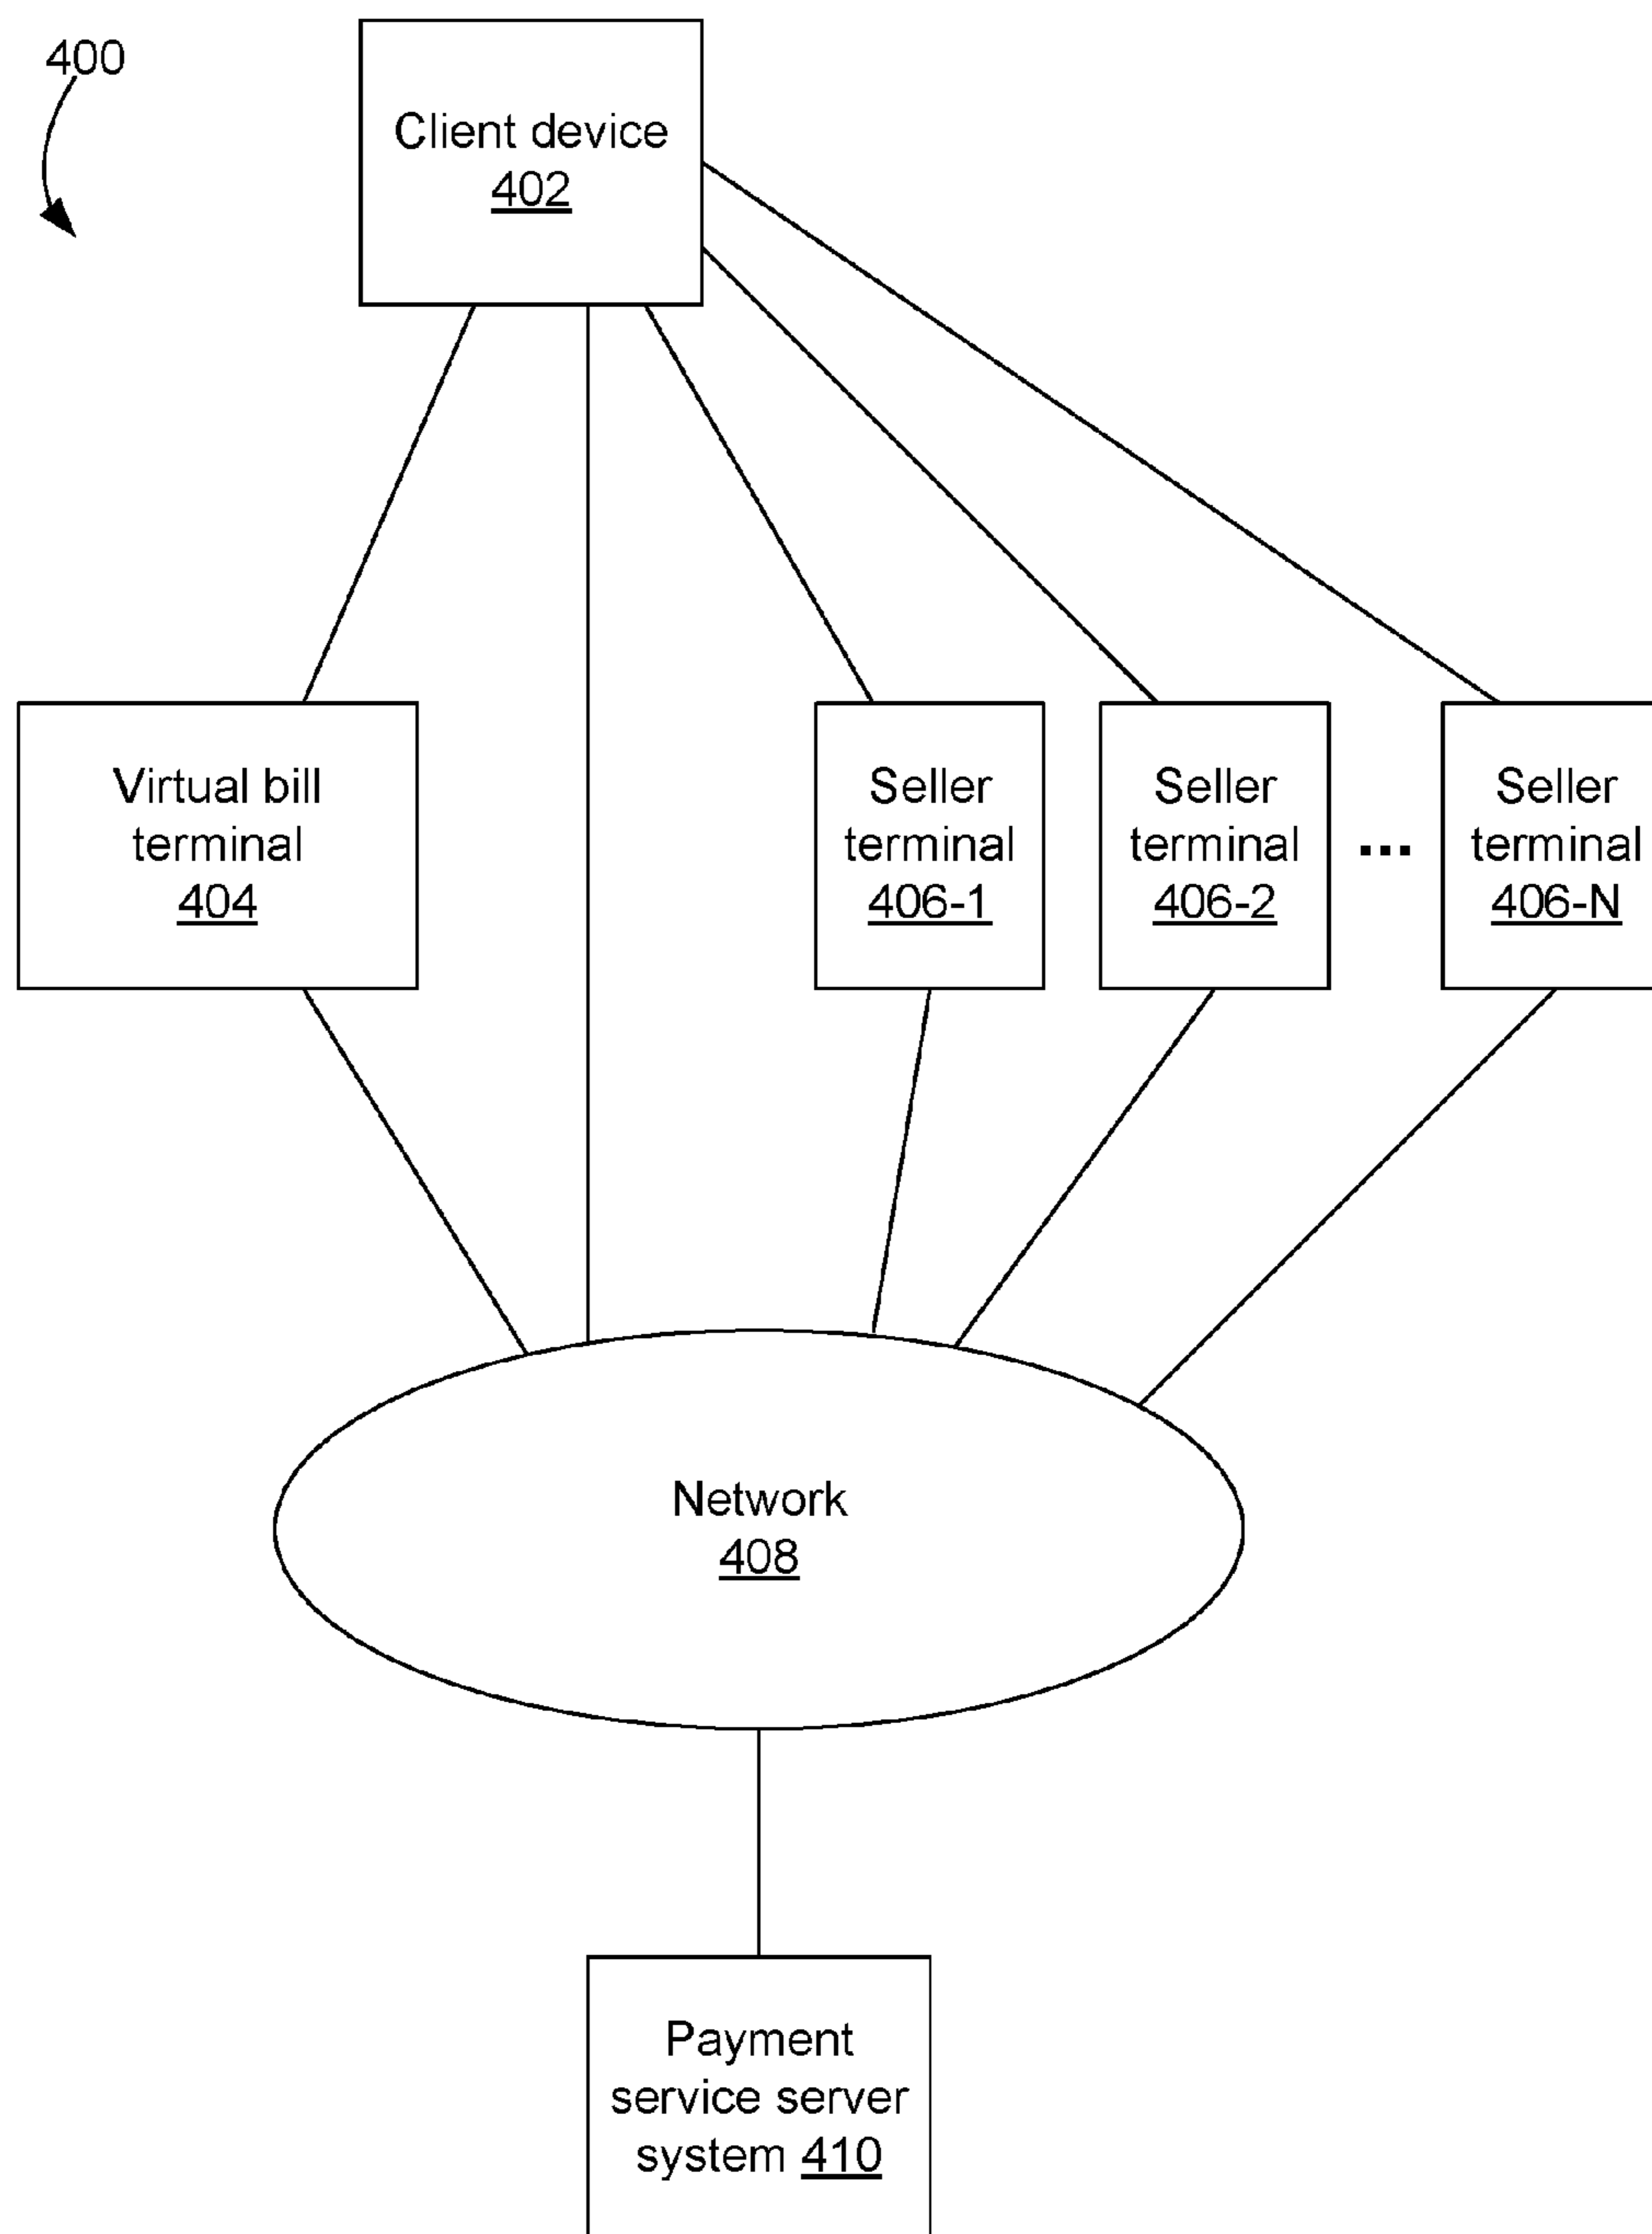 400
Client device
402
Virtual bill
terminal
404
Seller
terminal
406-1
Seller
terminal
406-2
...
Seller
terminal
406-N
Network
408
Payment
service server
system 410